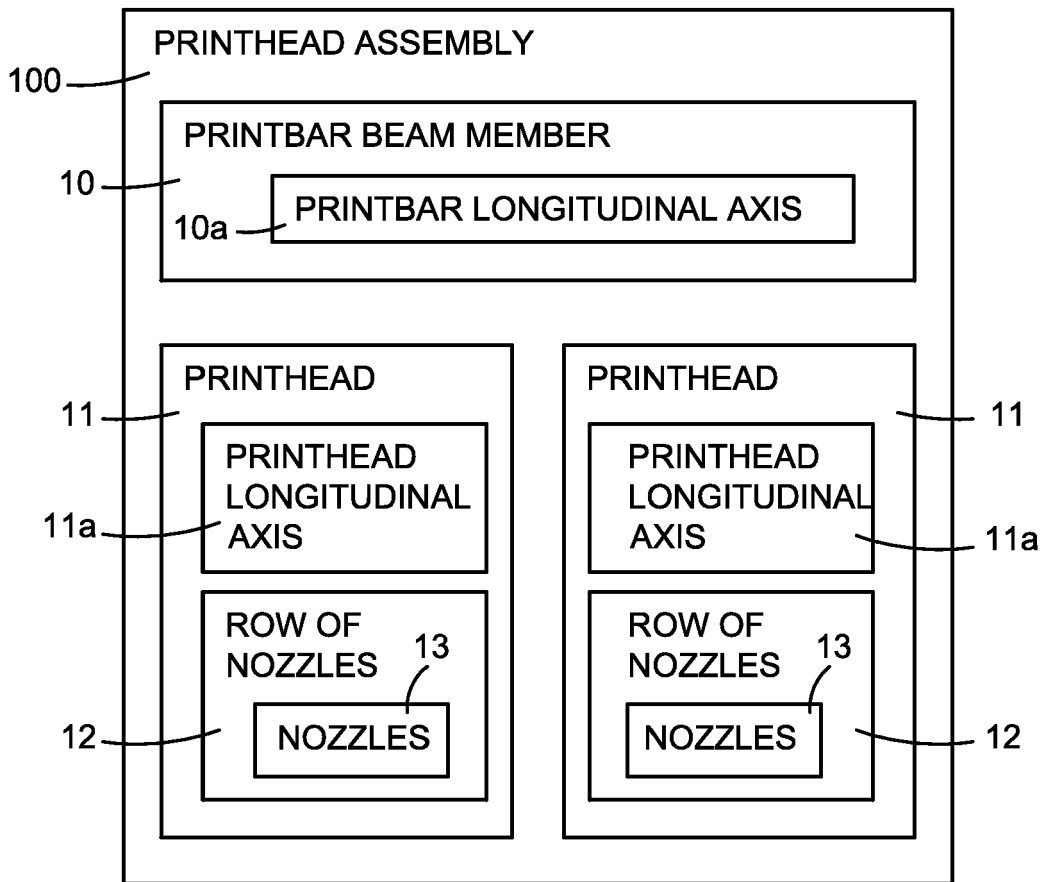 PRINTHEAD ASSEMBLY
100
PRINTBAR BEAM MEMBER
10
PRINTBAR LONGITUDINAL AXIS
10a
PRINTHEAD
11
PRINTHEAD
LONGITUDINAL
AXIS
11a
ROW OF
NOZZLES
13
NOZZLES
12
PRINTHEAD
11
PRINTHEAD
LONGITUDINAL
AXIS
11a
ROW OF
NOZZLES
13
NOZZLES
12